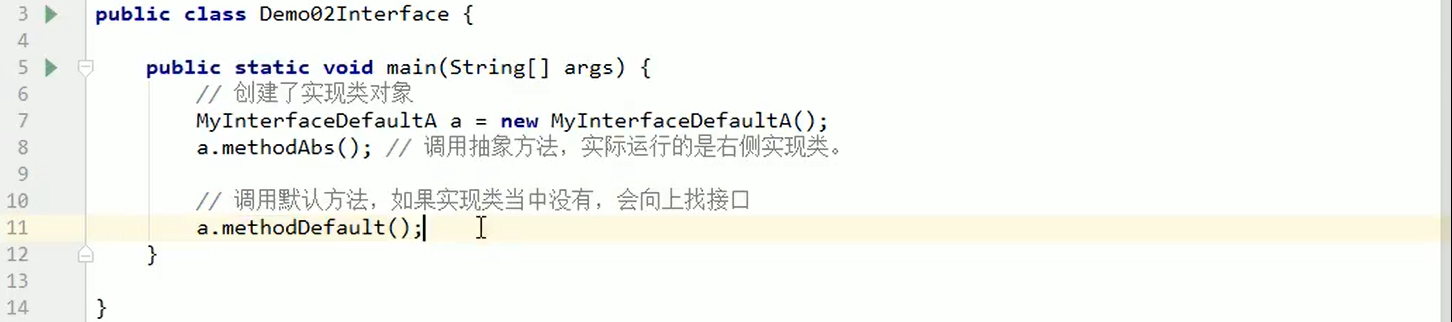 3 public class Demo02Interface {
4
5 public static void main(String[] args) {
6 // 创建了实现类对象
7 MyInterfaceDefaultA a = new MyInterfaceDefaultA();
8 a.methodAbs(); // 调用抽象方法，实际运行的是右侧实现类。
9
10 // 调用默认方法，如果实现类当中没有，会向上找接口
11 a.methodDefault();
12 }
13
14 }